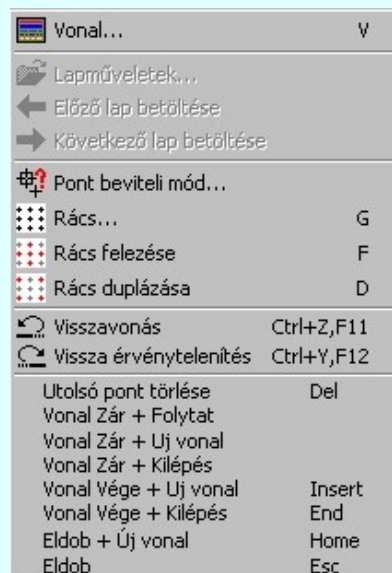 Vonal... V
Lapműveletek...
Előző lap betöltése
Következő lap betöltése
Pont beviteli mód...
Rács... G
Rács felezése F
Rács duplázása D
Visszavonás Ctrl+Z,F11
Vissza érvénytelenítés Ctrl+Y,F12
Utolsó pont törlése Del
Vonal Zár + Folytat
Vonal Zár + Uj vonal
Vonal Zár + Kilépés
Vonal Vége + Uj vonal Insert
Vonal Vége + Kilépés End
Eldob + Új vonal Home
Eldob Esc